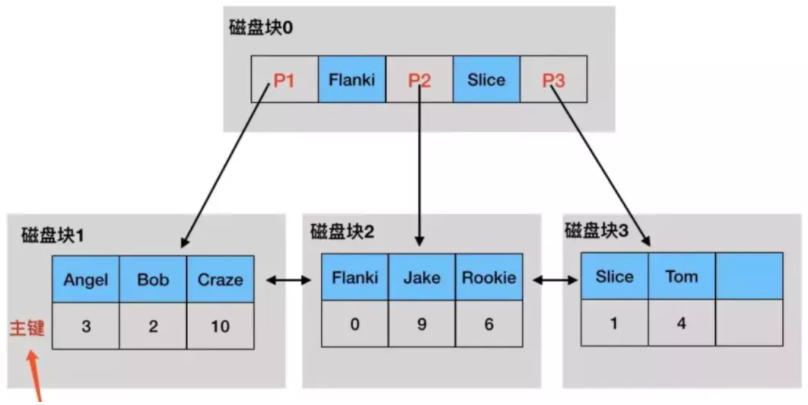 磁盘块0
P1 Flanki P2 Slice P3
磁盘块1
Angel Bob Craze
主键 3 2 10
磁盘块2
Flanki Jake Rookie
0 9 6
磁盘块3
Slice Tom
1 4